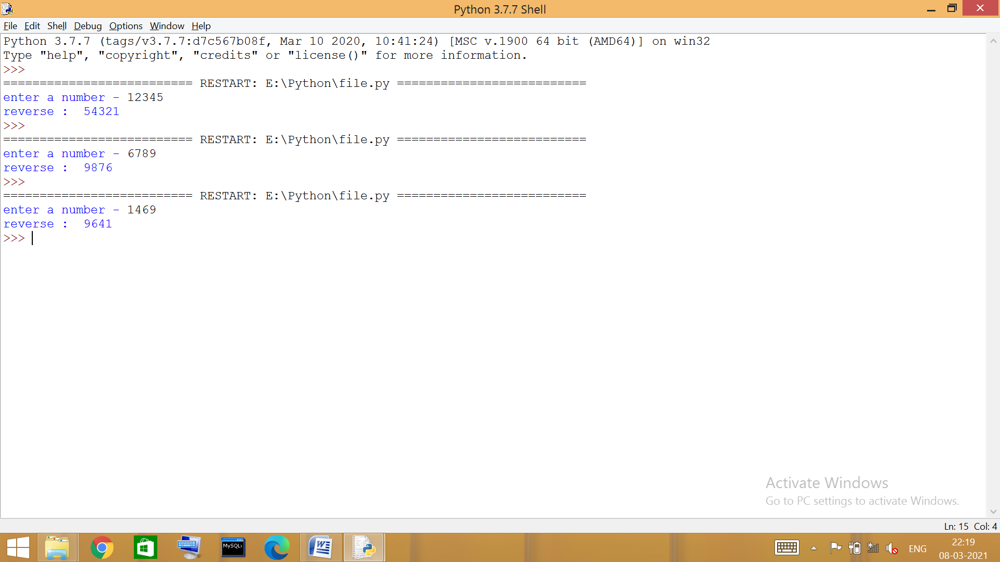 Python 3.7.7 Shell
File Edit Shell Debug Options Window Help
Python 3.7.7 (tags/v3.7.7:d7c567b08f, Mar 10 2020, 10:41:24) [MSC v.1900 64 bit (AMD64)] on win32
Type "help", "copyright", "credits" or "license()" for more information.
>>>
========================== RESTART: E:\Python\file.py ==========================
enter a number - 12345
reverse :  54321
>>>
========================== RESTART: E:\Python\file.py ==========================
enter a number - 6789
reverse :  9876
>>>
========================== RESTART: E:\Python\file.py ==========================
enter a number - 1469
reverse :  9641
>>>
Activate Windows
Go to PC settings to activate Windows.
Ln: 15 Col: 4
MySQL>
W
ENG
22:19
08-03-2021